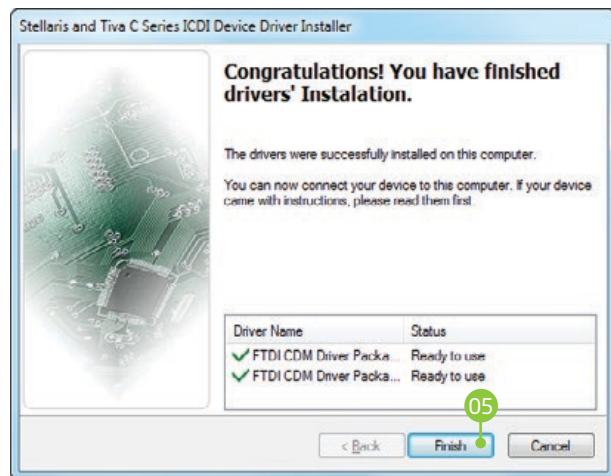 Stellaris and Tiva C Series ICDI Device Driver Installer
Congratulations! You have finished
drivers' Instalation.
The drivers were successfully installed on this computer.
You can now connect your device to this computer. If your device
came with instructions, please read them first.
Driver Name Status
FTDI CDM Driver Packa... Ready to use
FTDI CDM Driver Packa... Ready to use
05
< Back Finish Cancel